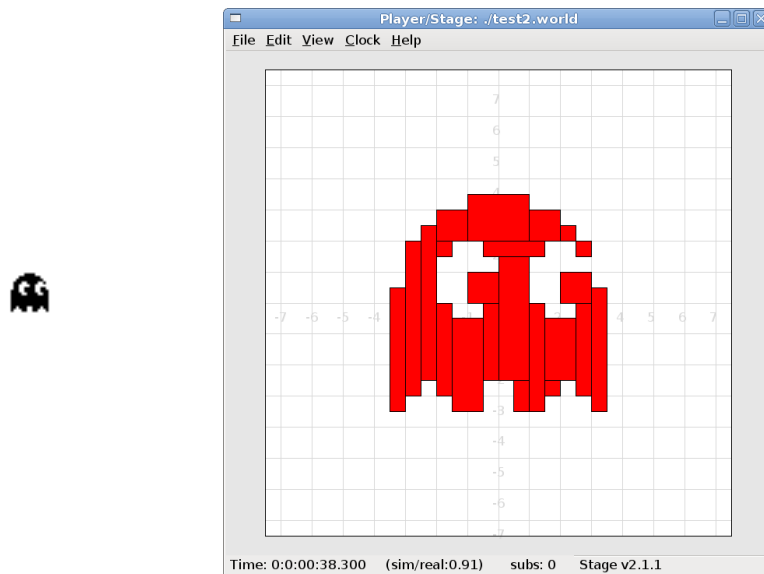 Player/Stage: ./test2.world
File Edit View Clock Help
7
6
5
4
-7 -6 -5 -4 4 5 6 7
-3
-4
-5
-6
-7
Time: 0:0:00:38.300 (sim/real:0.91) subs: 0 Stage v2.1.1